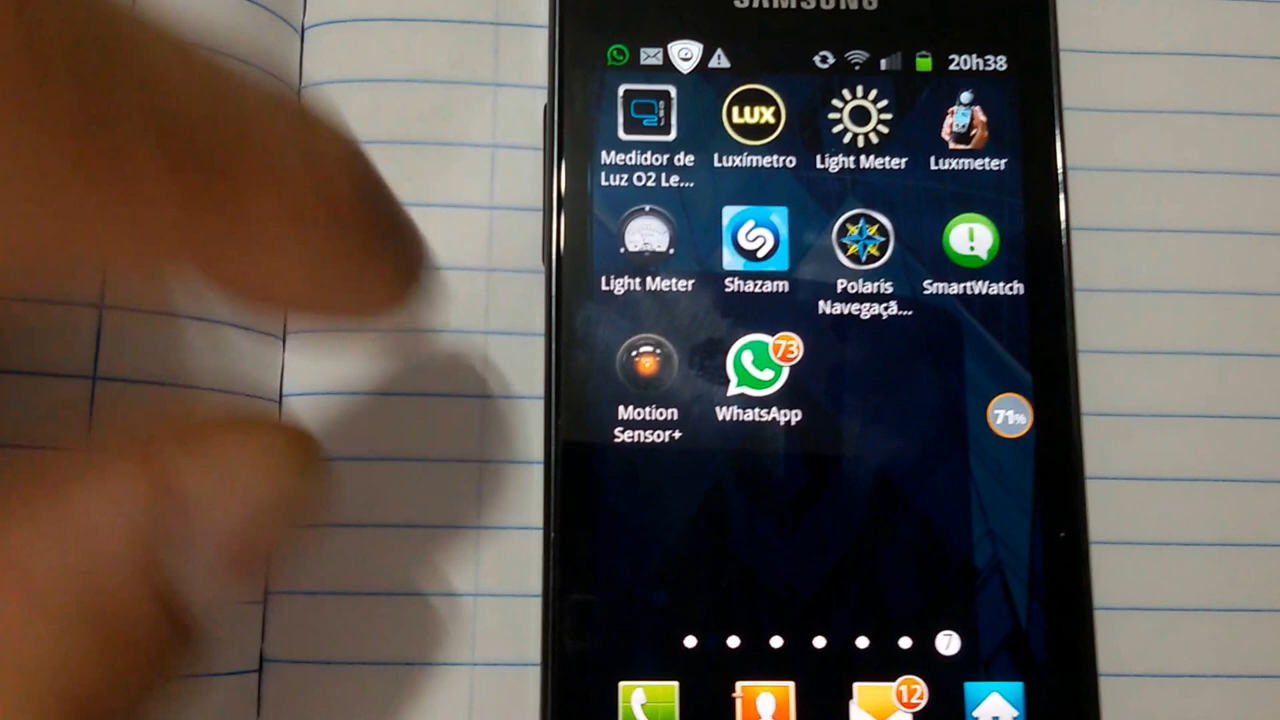 SAMSUNG
20h38
LUX
Medidor de
Luz O2 Le...
Luxímetro
Light Meter
Luxmeter
Light Meter
Shazam
Polaris
Navegaçã...
SmartWatch
73
Motion
Sensor+
WhatsApp
71%
7
12